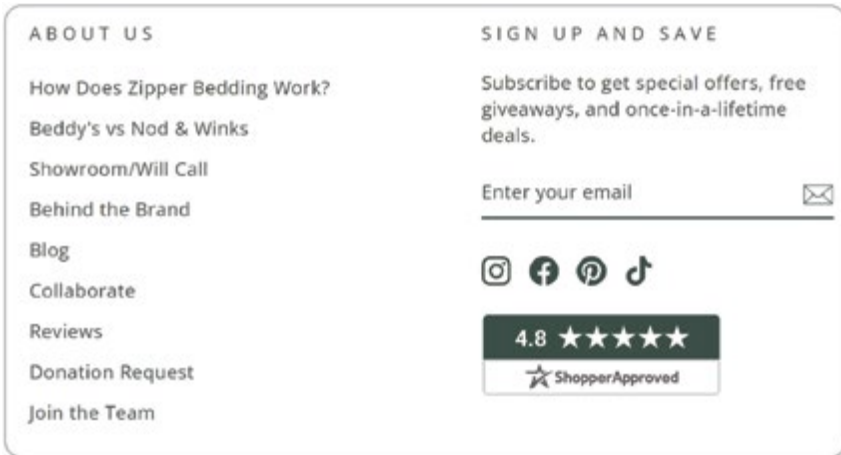 ABOUT US
How Does Zipper Bedding Work?
Beddy's vs Nod & Winks
Showroom/Will Call
Behind the Brand
Blog
Collaborate
Reviews
Donation Request
Join the Team
SIGN UP AND SAVE
Subscribe to get special offers, free
giveaways, and once-in-a-lifetime
deals.
Enter your email
4.8 ★★★★★
ShopperApproved